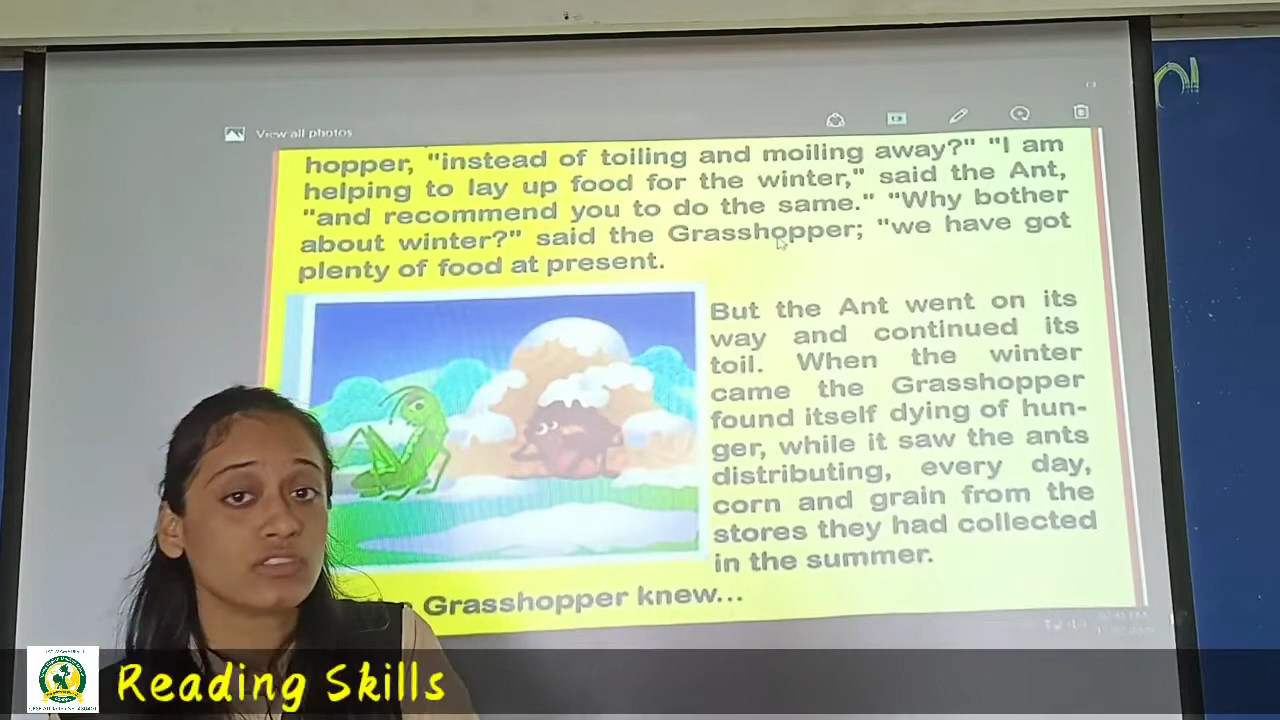 View all photos
hopper, "instead of toiling and moiling away?" "I am
helping to lay up food for the winter," said the Ant,
"and recommend you to do the same." "Why bother
about winter?" said the Grasshopper; "we have got
plenty of food at present.
But the Ant went on its
way and continued its
toil. When the winter
came the Grasshopper
found itself dying of hun-
ger, while it saw the ants
distributing, every day,
corn and grain from the
stores they had collected
in the summer.
Grasshopper knew...
Reading Skills